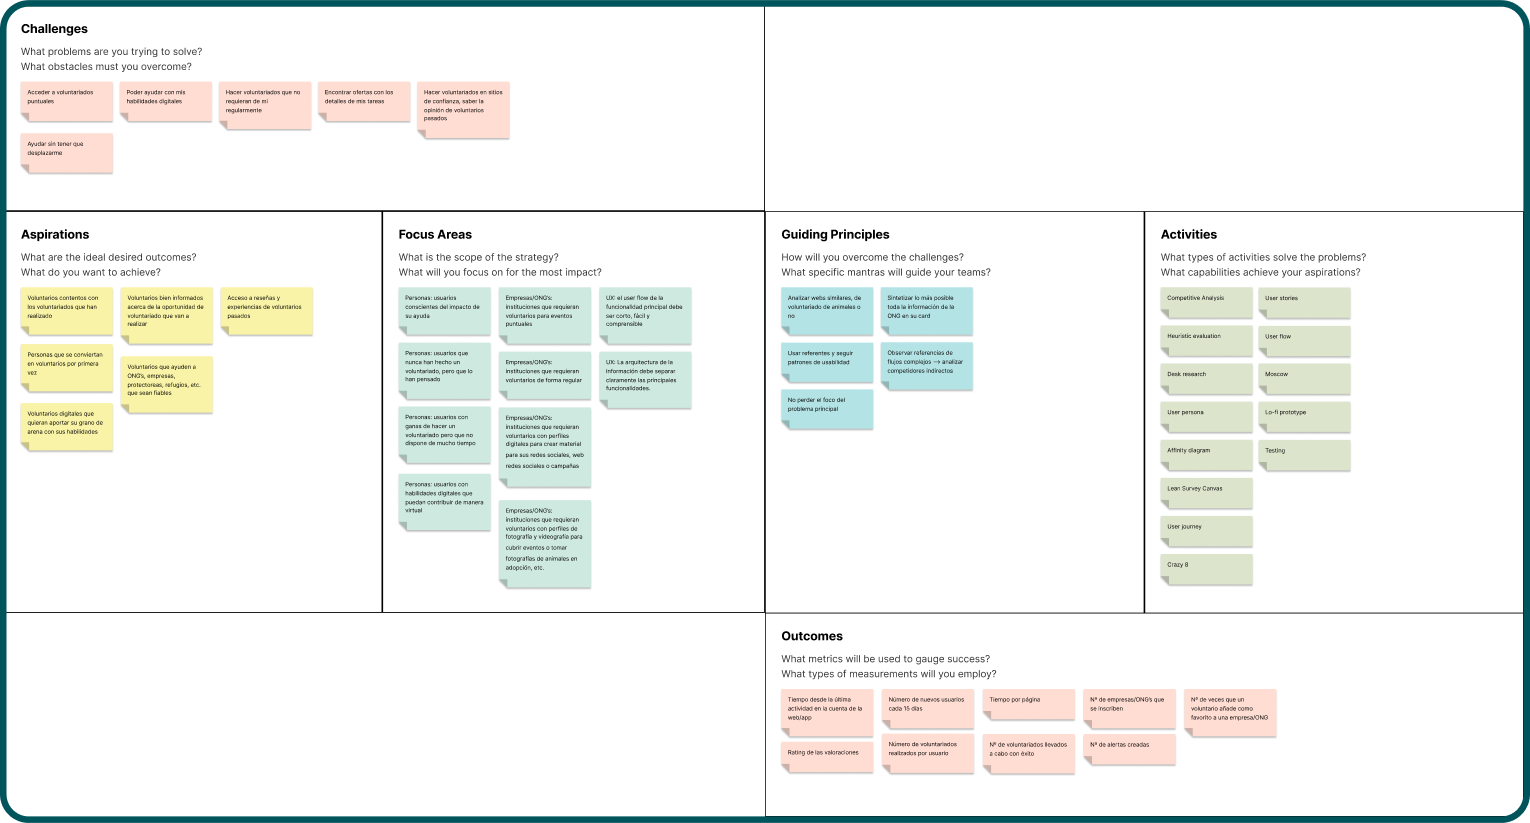 Challenges
What problems are you trying to solve?
What obstacles must you overcome?
Acceder a voluntariados
puntuales
Poder ayudar con mis
habilidades digitales
Hacer voluntariados que no
requieran de mi
regularmente
Encontrar ofertas con los
detalles de mis tareas
Hacer voluntariados en sitios
de confianza, saber la
opinión de voluntarios
pasados
Ayudar sin tener que
desplazarme
Aspirations
What are the ideal desired outcomes?
What do you want to achieve?
Voluntarios contentos con
los voluntariados que han
realizado
Voluntarios bien informados
acerca de la oportunidad de
voluntariado que van a
realizar
Acceso a reseñas y
experiencias de voluntarios
pasados
Personas que se conviertan
en voluntarios por primera
vez
Voluntarios que ayuden a
ONG's, empresas,
protectoreas, refugios, etc.
que sean fiables
Voluntarios digitales que
quieran aportar su grano de
arena con sus habilidades
Focus Areas
What is the scope of the strategy?
What will you focus on for the most impact?
Personas: usuarios
conscientes del impacto de
su ayuda
Personas: usuarios que
nunca han hecho un
voluntariado, pero que lo
han pensado
Personas: usuarios con
ganas de hacer un
voluntariado pero que no
dispone de mucho tiempo
Personas: usuarios con
habilidades digitales que
puedan contribuir de manera
virtual
Empresas/ONG's:
instituciones que requieran
voluntarios para eventos
puntuales
Empresas/ONG's:
instituciones que requieran
voluntarios de forma regular
Empresas/ONG's:
instituciones que requieran
voluntarios con perfiles
digitales para crear material
para sus redes sociales, web
redes sociales o campañas
Empresas/ONG's:
instituciones que requieran
voluntarios con perfiles de
fotografía y videografía para
cubrir eventos o tomar
fotografías de animales en
adopción, etc.
UX: el user flow de la
funcionalidad principal debe
ser corto, fácil y
comprensible
UX: La arquitectura de la
información debe separar
claramente las principales
funcionalidades.
Guiding Principles
How will you overcome the challenges?
What specific mantras will guide your teams?
Analizar webs similares, de
voluntariado de animales o
no
Sintetizar lo más posible
toda la información de la
ONG en su card
Usar referentes y seguir
patrones de usabilidad
Observar referencias de
flujos complejos --> analizar
competidores indirectos
No perder el foco del
problema principal
Activities
What types of activities solve the problems?
What capabilities achieve your aspirations?
Competitive Analysis
Heuristic evaluation
Desk research
User persona
Affinity diagram
Lean Survey Canvas
User journey
Crazy 8
User stories
User flow
Moscow
Lo-fi prototype
Testing
Outcomes
What metrics will be used to gauge success?
What types of measurements will you employ?
Tiempo desde la última
actividad en la cuenta de la
web/app
Número de nuevos usuarios
cada 15 días
Tiempo por página
Nº de empresas/ONG's que
se inscriben
Nº de veces que un
voluntario añade como
favorito a una empresa/ONG
Rating de las valoraciones
Número de voluntariados
realizados por usuario
Nº de voluntariados llevados
a cabo con éxito
Nº de alertas creadas